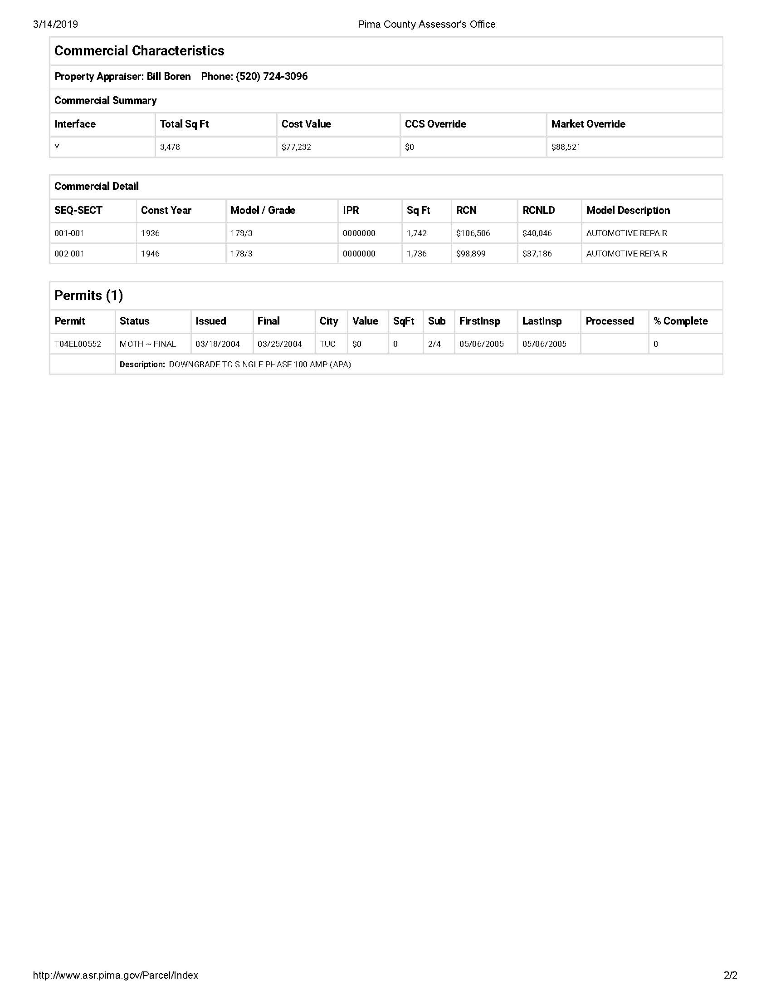 3/14/2019 Pima County Assessor's Office
Commercial Characteristics
Property Appraiser: Bill Boren Phone: (520) 724-3096
Commercial Summary
Interface Total Sq Ft Cost Value CCS Override Market Override
Y 3,478 $77,232 $0 $88,521
Commercial Detail
SEQ-SECT Const Year Model / Grade IPR Sq Ft RCN RCNLD Model Description
001-001 1936 178/3 0000000 1,742 $106,506 $40,046 AUTOMOTIVE REPAIR
002-001 1946 178/3 0000000 1,736 $98,899 $37,186 AUTOMOTIVE REPAIR
Permits (1)
Permit Status Issued Final City Value SqFt Sub FirstInsp LastInsp Processed % Complete
T04EL00552 MOTH ~ FINAL 03/18/2004 03/25/2004 TUC $0 0 2/4 05/06/2005 05/06/2005 0
Description: DOWNGRADE TO SINGLE PHASE 100 AMP (APA)
http://www.asr.pima.gov/Parcel/Index 2/2